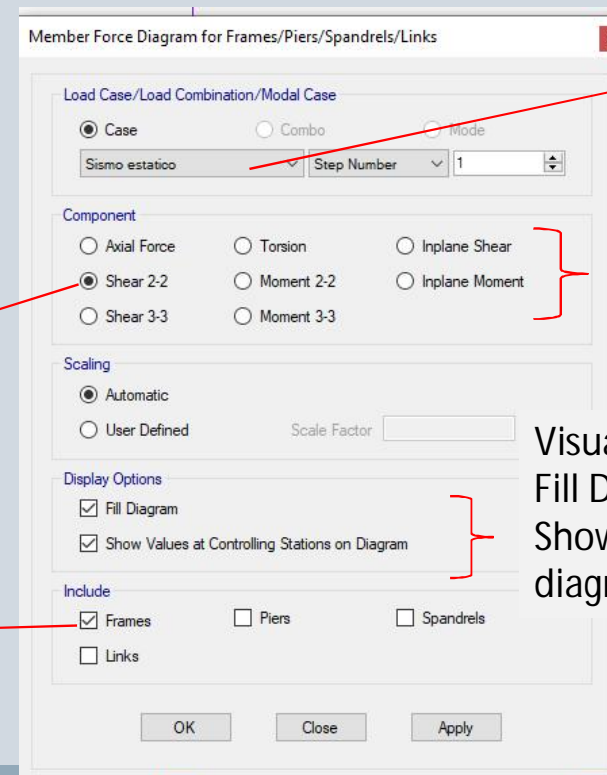 Member Force Diagram for Frames/Piers/Spandrels/Links
Load Case/Load Combination/Modal Case
Case Combo Mode
Sismo estatico Step Number 1
Component
Axial Force Torsion Inplane Shear
Shear 2-2 Moment 2-2 Inplane Moment
Shear 3-3 Moment 3-3
Scaling
Automatic
User Defined Scale Factor
Display Options
Fill Diagram
Show Values at Controlling Stations on Diagram
Include
Frames Piers Spandrels
Links
OK Close Apply
Fill